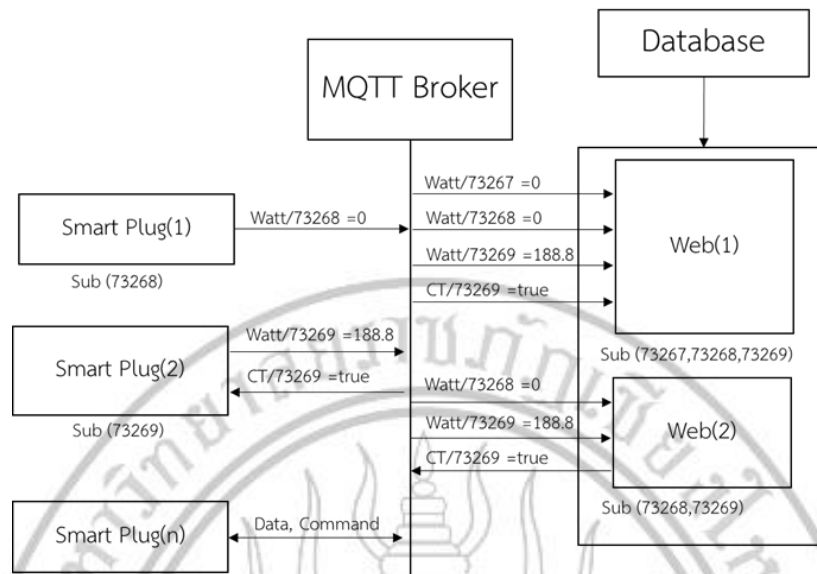 Database
MQTT Broker
Watt/73267 =0
Smart Plug(1)
Watt/73268 =0
Watt/73268 =0
Web(1)
Watt/73269 =188.8
Sub (73268)
CT/73269 =true
Watt/73269 =188.8
Sub (73267,73268,73269)
Smart Plug(2)
CT/73269 =true
Watt/73268 =0
Watt/73269 =188.8
Web(2)
Sub (73269)
CT/73269 =true
Sub (73268,73269)
Smart Plug(n)
Data, Command